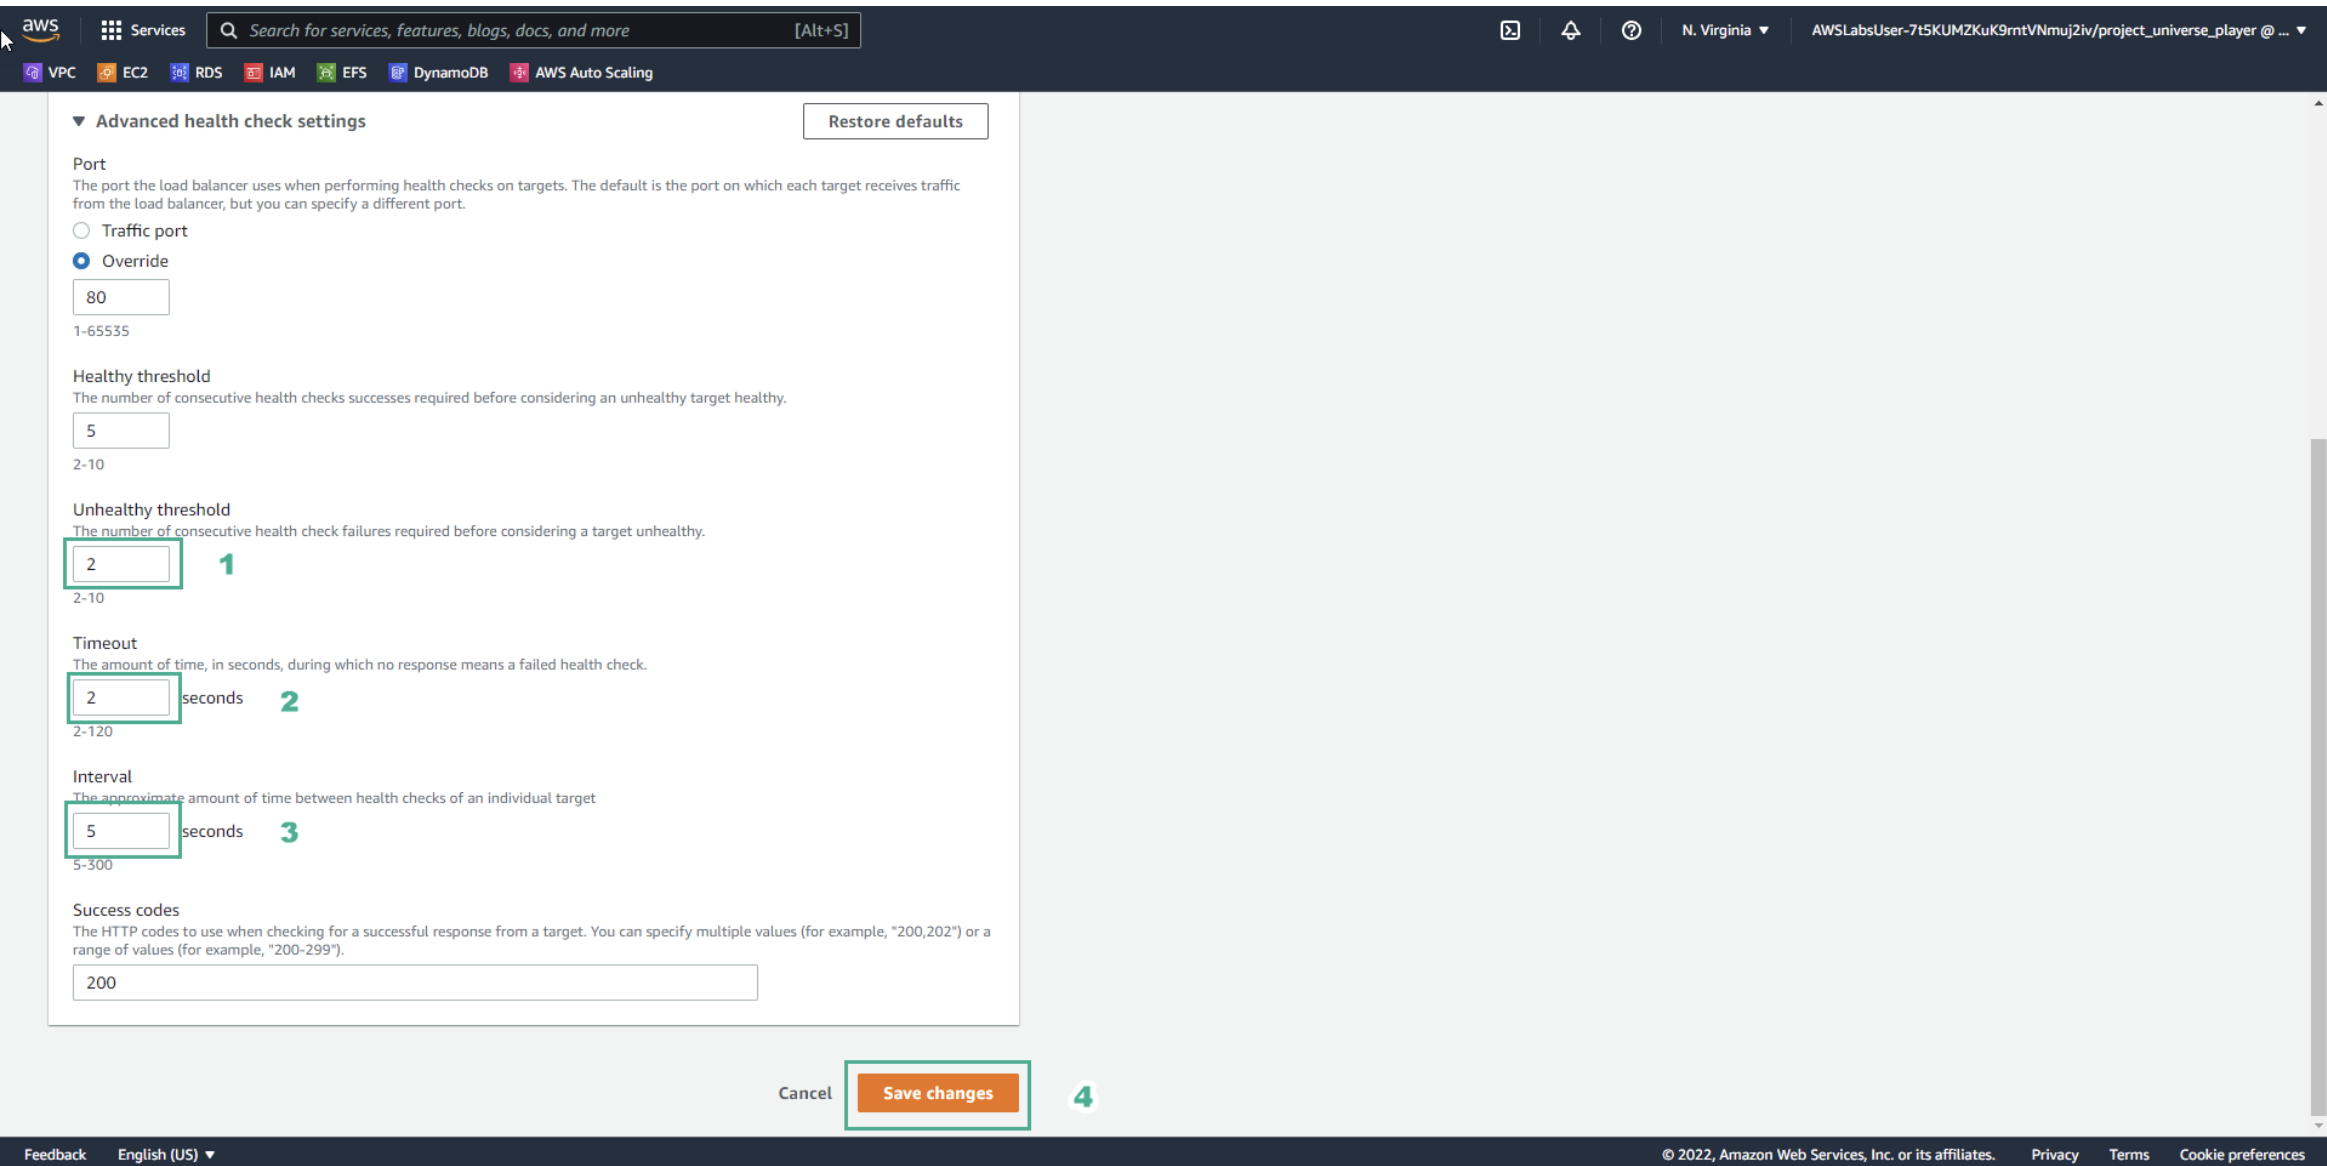 aws
Services
Search for services, features, blogs, docs, and more
[Alt+S]
N. Virginia ▼
AWSLabsUser-7t5KUMZKuK9rntVNmuj2iv/project_universe_player @ ... ▼
VPC
EC2
RDS
IAM
EFS
DynamoDB
AWS Auto Scaling
▼ Advanced health check settings
Restore defaults
Port
The port the load balancer uses when performing health checks on targets. The default is the port on which each target receives traffic
from the load balancer, but you can specify a different port.
Traffic port
Override
80
1-65535
Healthy threshold
The number of consecutive health checks successes required before considering an unhealthy target healthy.
5
2-10
Unhealthy threshold
The number of consecutive health check failures required before considering a target unhealthy.
2
1
2-10
Timeout
The amount of time, in seconds, during which no response means a failed health check.
2 seconds
2
2-120
Interval
The approximate amount of time between health checks of an individual target
5 seconds
3
5-300
Success codes
The HTTP codes to use when checking for a successful response from a target. You can specify multiple values (for example, "200,202") or a
range of values (for example, "200-299").
200
Cancel
Save changes
4
Feedback
English (US) ▼
© 2022, Amazon Web Services, Inc. or its affiliates.
Privacy
Terms
Cookie preferences